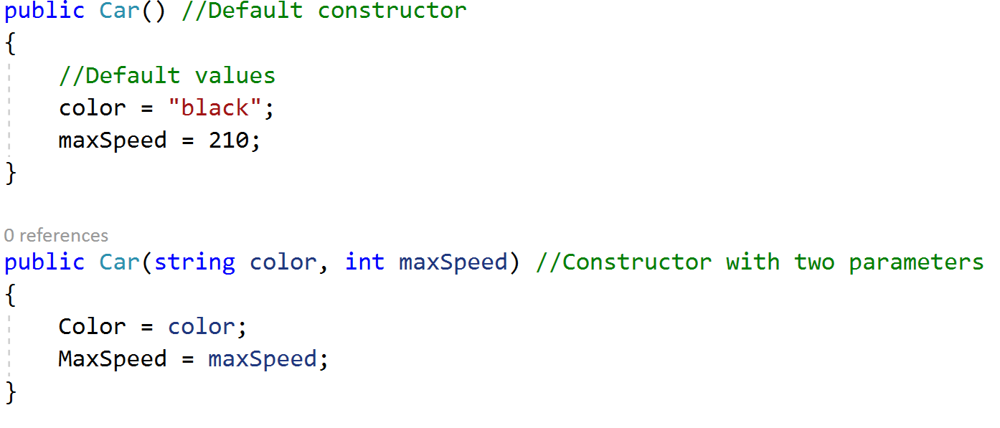 public Car() //Default constructor
{
    //Default values
    color = "black";
    maxSpeed = 210;
}
0 references
public Car(string color, int maxSpeed) //Constructor with two parameters
{
    Color = color;
    MaxSpeed = maxSpeed;
}